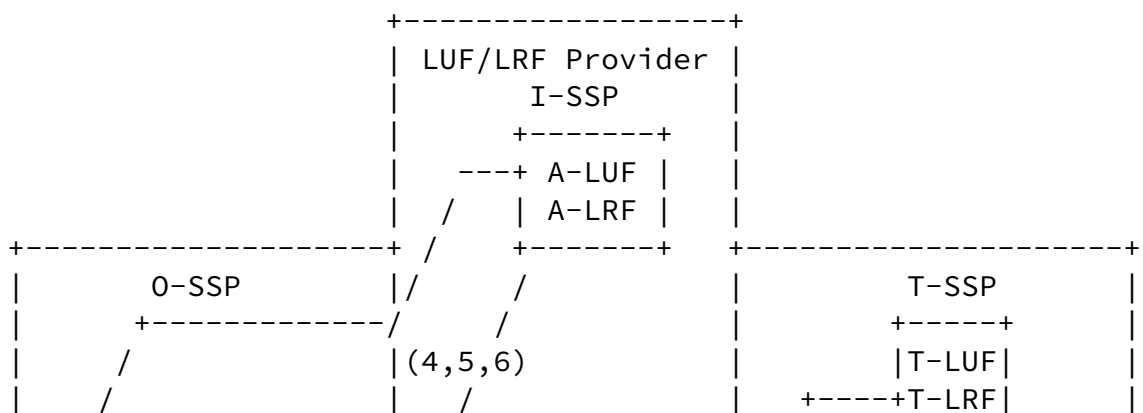 +------------------+
                     | LUF/LRF Provider |
                     |       I-SSP      |
                     |      +-------+   |
                     |   ---+ A-LUF |   |
                     |  /   | A-LRF |   |
+--------------------+ /    +-------+   +---------------------+
|       O-SSP        |/     /           |         T-SSP       |
|      +-------------/     /            |        +-----+      |
|     /              |(4,5,6)           |        |T-LUF|      |
|    /               |   /              |   +----+T-LRF|      |